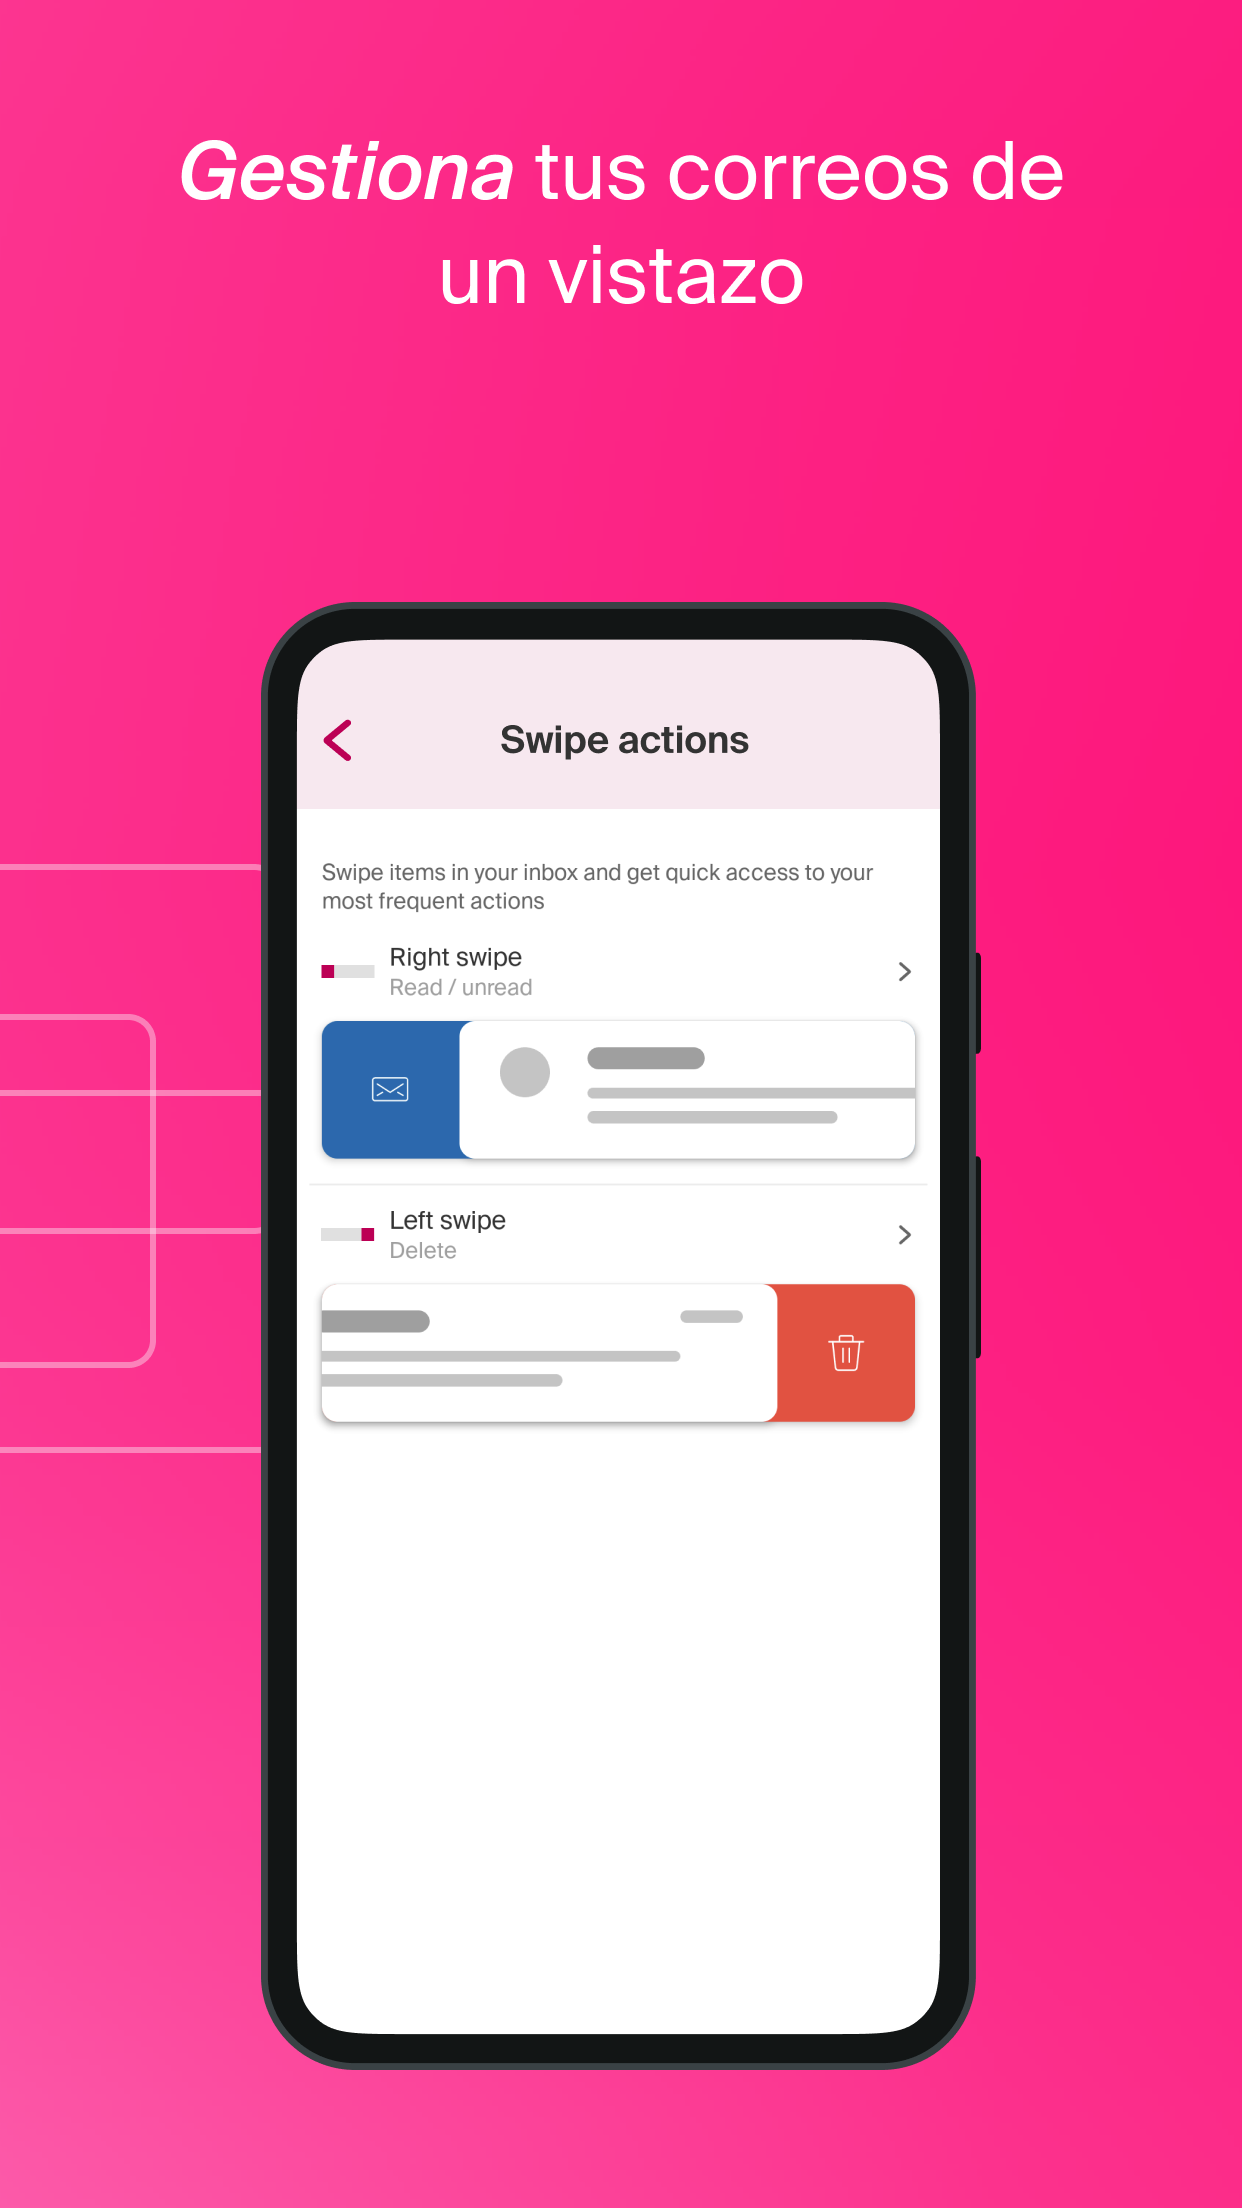 Gestiona tus correos de
un vistazo
Swipe actions
Swipe items in your inbox and get quick access to your
most frequent actions
Right swipe
Read / unread
Left swipe
Delete